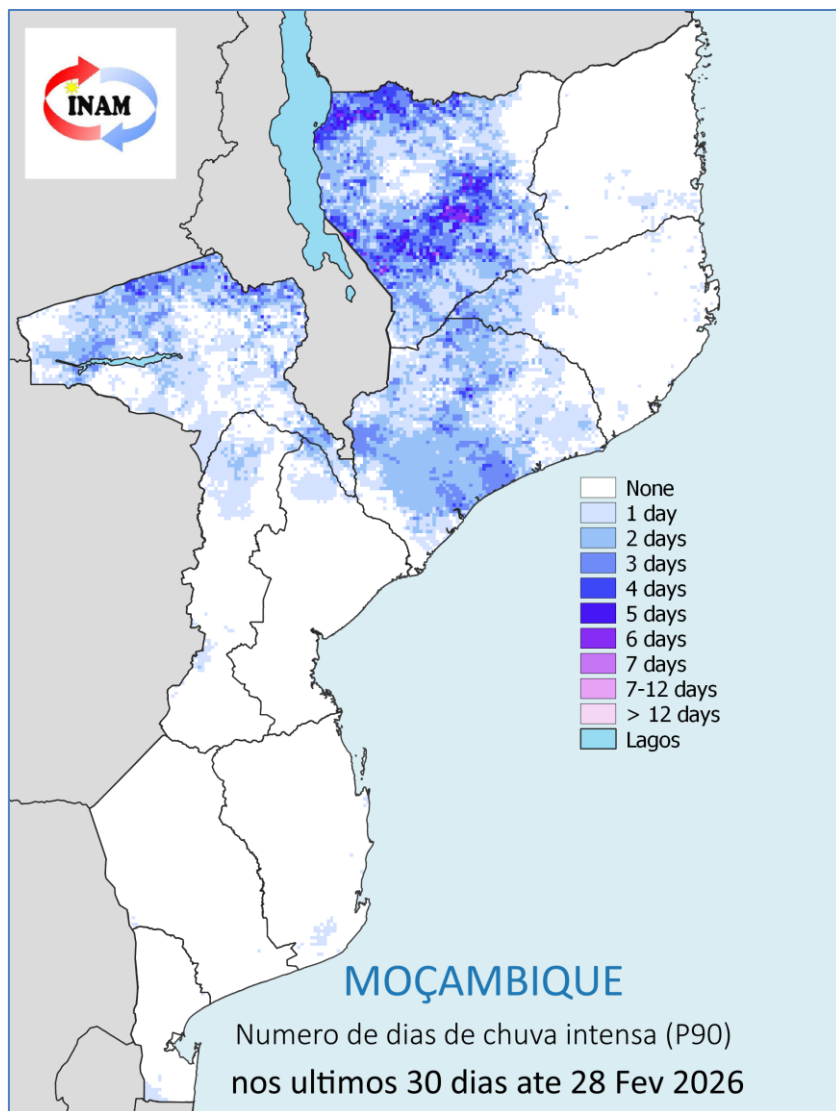 INAM
None
1 day
2 days
3 days
4 days
5 days
6 days
7 days
7-12 days
> 12 days
Lagos
MOÇAMBIQUE
Numero de dias de chuva intensa (P90)
nos ultimos 30 dias ate 28 Fev 2026